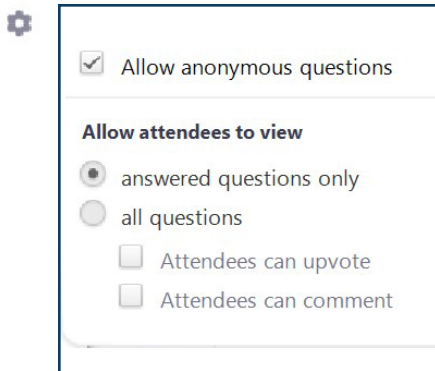 Allow anonymous questions
Allow attendees to view
answered questions only
all questions
Attendees can upvote
Attendees can comment